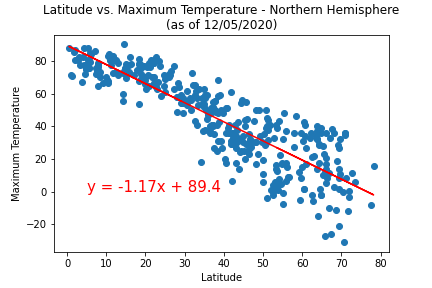 Latitude vs. Maximum Temperature - Northern Hemisphere
(as of 12/05/2020)
Maximum Temperature
80
60
40
20
0
−20
y = -1.17x + 89.4
0 10 20 30 40 50 60 70 80
Latitude